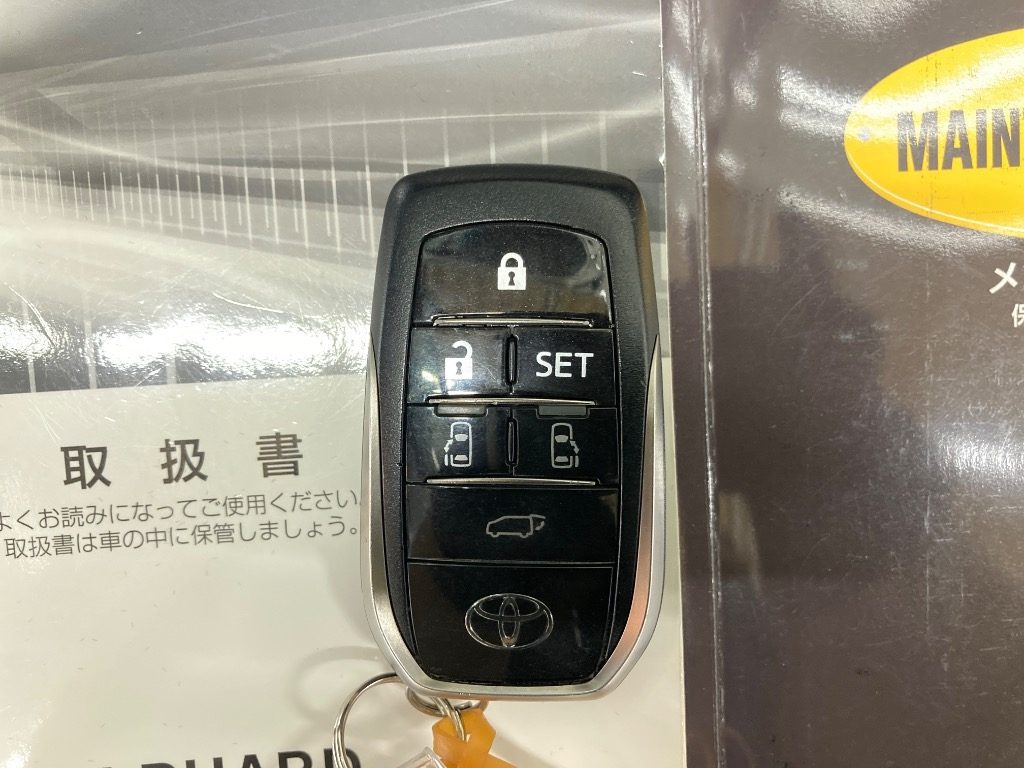 SET
取扱書
よくお読みになってご使用ください
取扱書は車の中に保管しましょう。
MAIN
メ